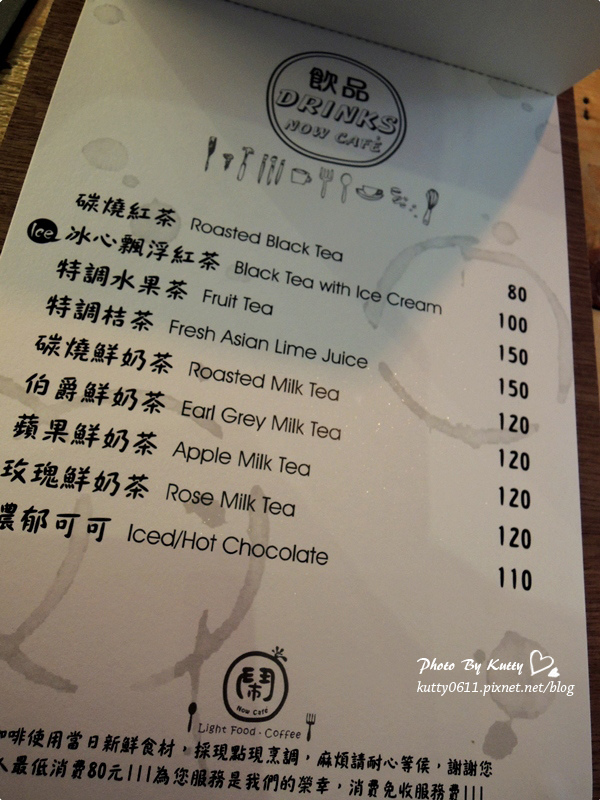 飲品
DRINKS
NOW CAFÉ
碳燒紅茶 Roasted Black Tea 80
Ice 冰心飄浮紅茶 Black Tea with Ice Cream 100
特調水果茶 Fruit Tea 150
特調桔茶 Fresh Asian Lime Juice 150
碳燒鮮奶茶 Roasted Milk Tea 120
伯爵鮮奶茶 Earl Grey Milk Tea 120
蘋果鮮奶茶 Apple Milk Tea 120
玫瑰鮮奶茶 Rose Milk Tea 120
濃郁可可 Iced/Hot Chocolate 110
Photo By Kutty
kutty0611.pixnet.net/blog
鬧
Now Café
Light Food · Coffee
啡使用當日新鮮食材，採現點現烹調，麻煩請耐心等侯，謝謝您
人最低消費80元!!!為您服務是我們的榮幸，消費免收服務費!!!